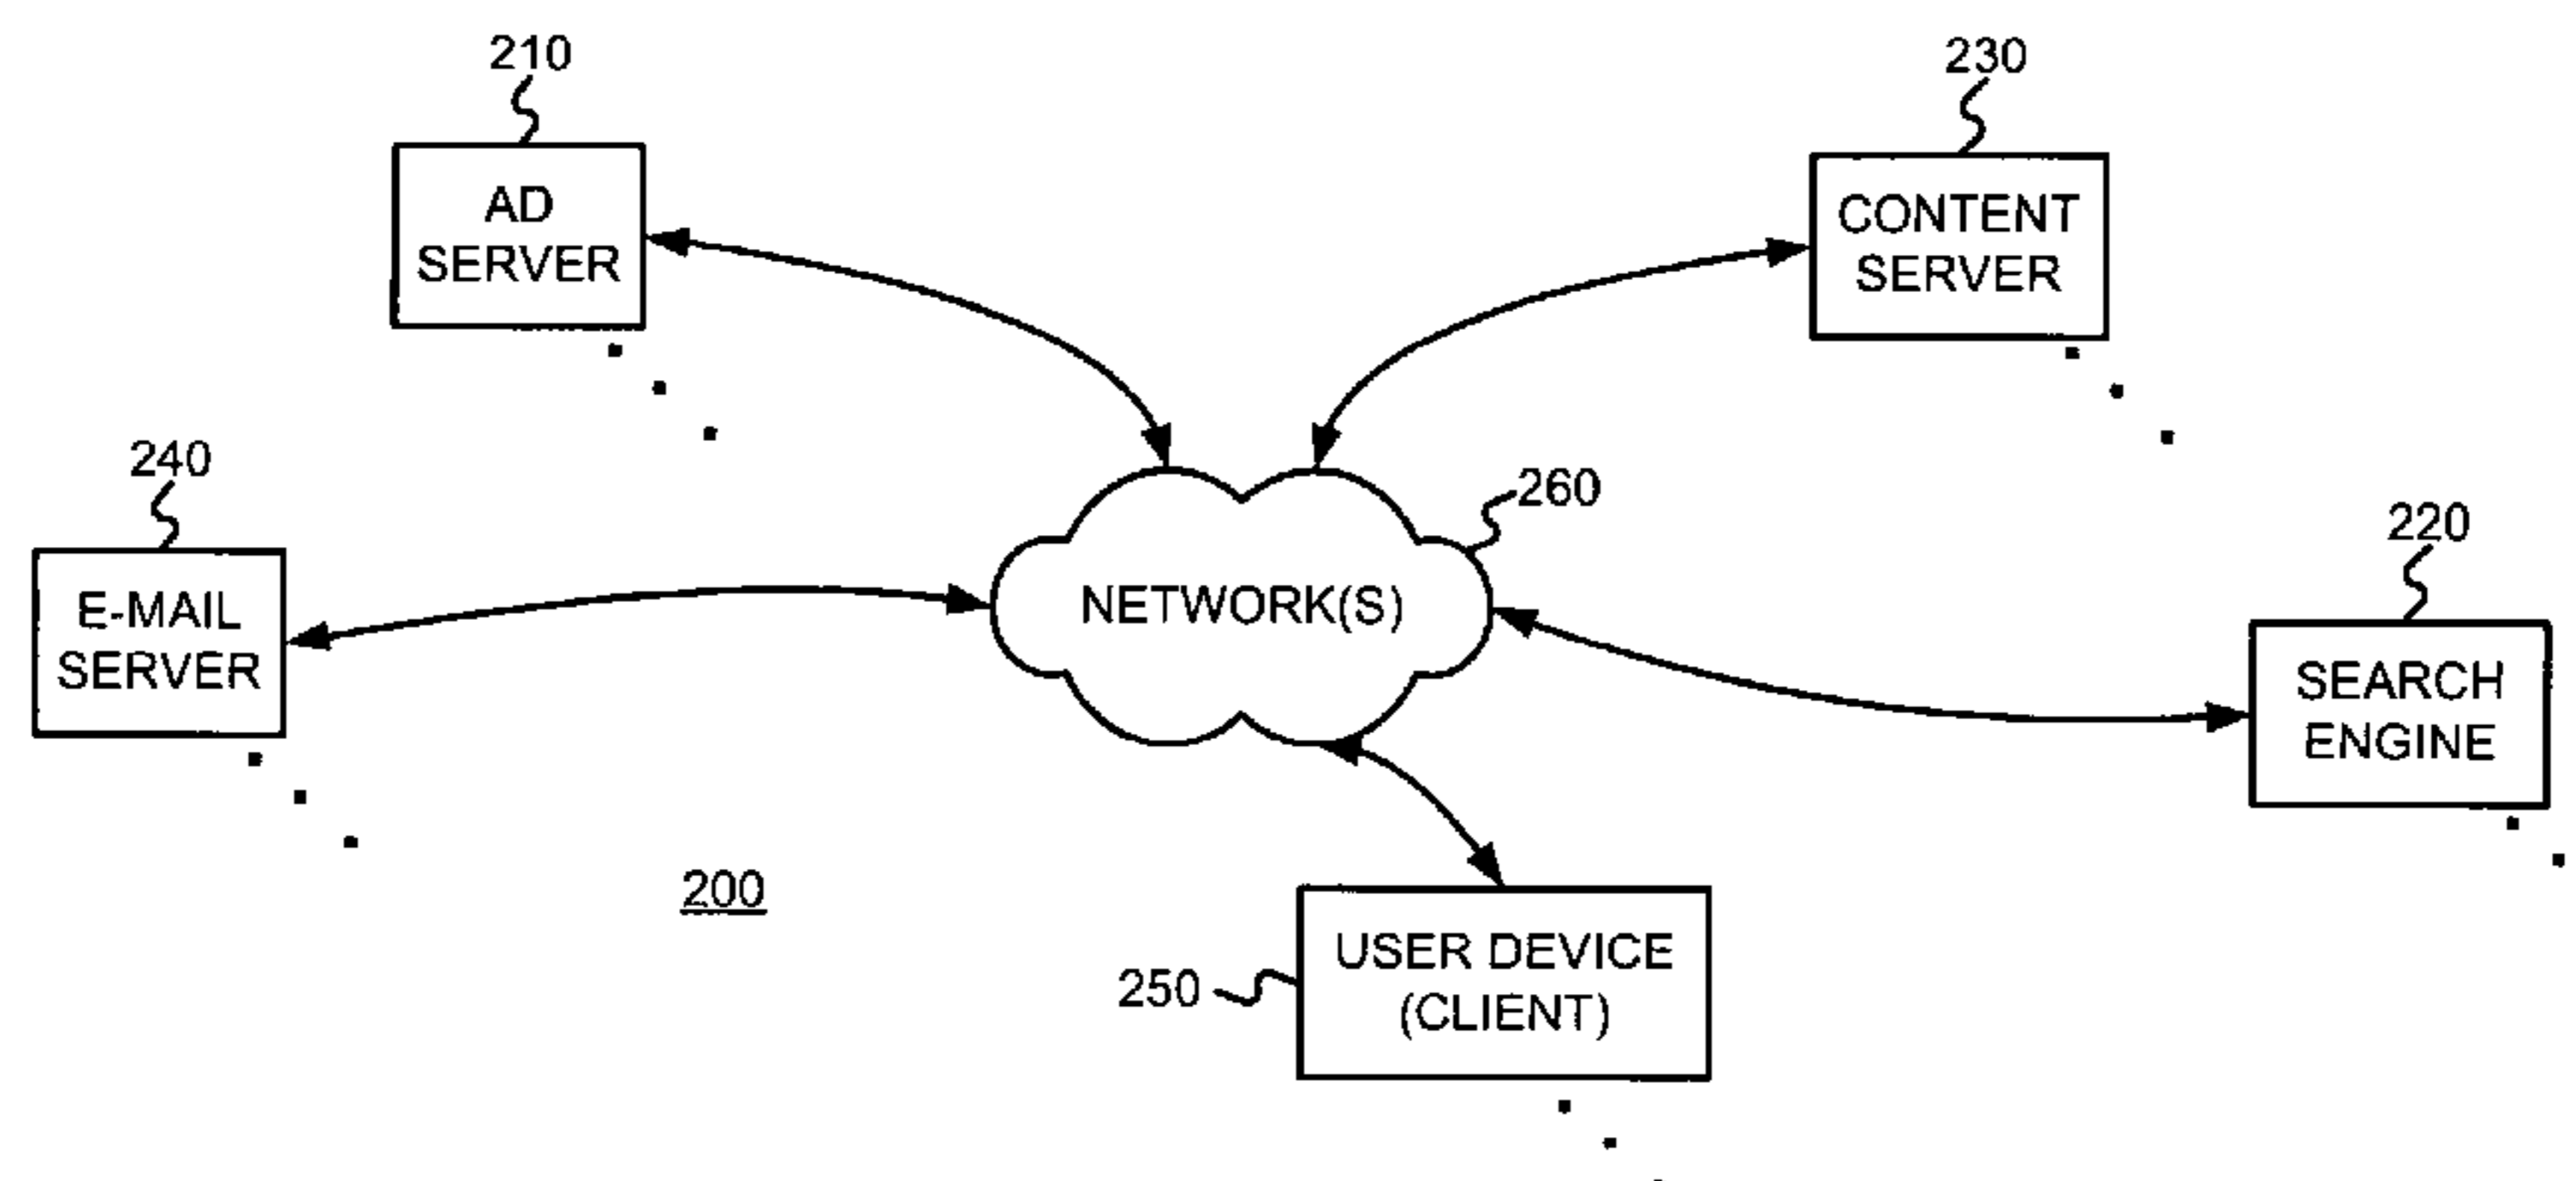 210
230
AD
SERVER
CONTENT
SERVER
240
260
220
E-MAIL
SERVER
NETWORK(S)
SEARCH
ENGINE
200
250
USER DEVICE
(CLIENT)